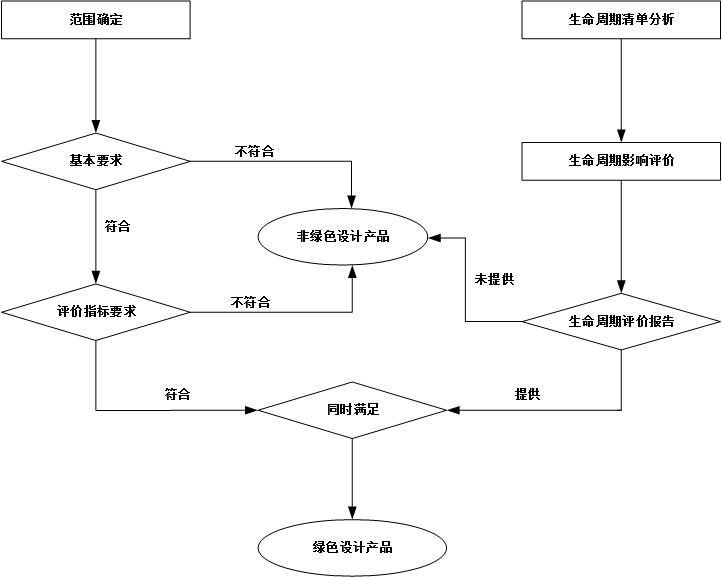 范围确定
生命周期清单分析
基本要求
不符合
生命周期影响评价
符合
非绿色设计产品
未提供
评价指标要求
不符合
生命周期评价报告
符合
同时满足
提供
绿色设计产品